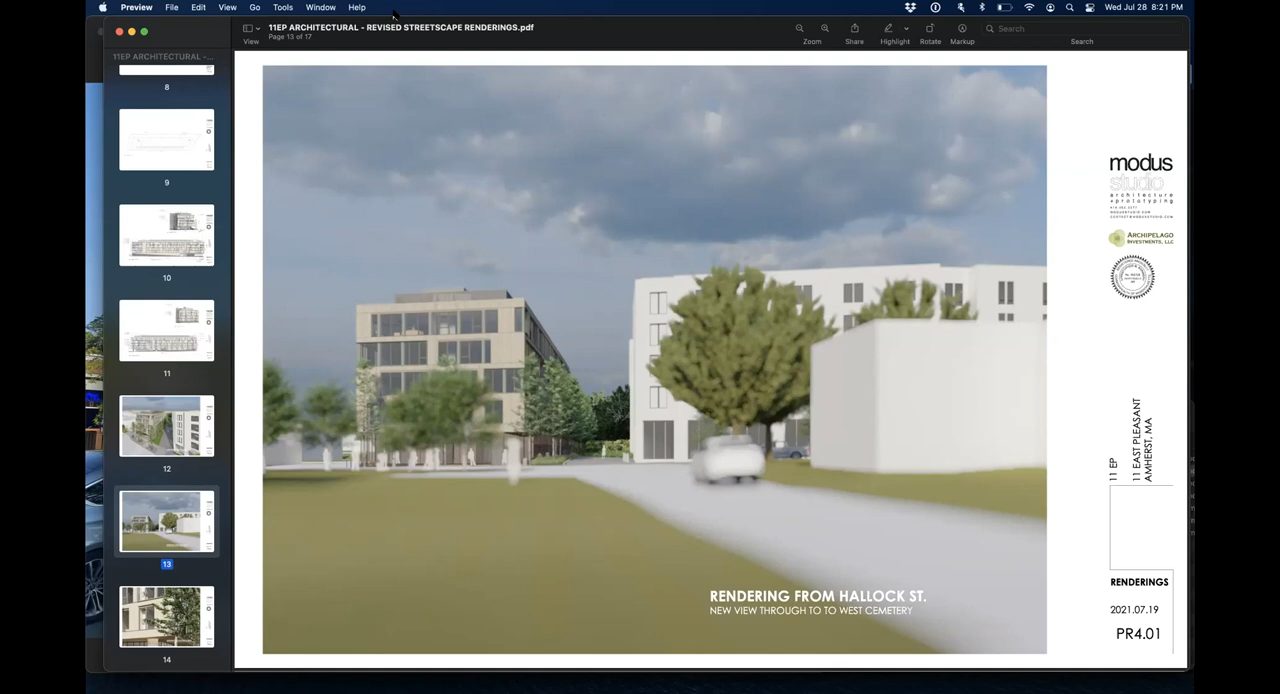 Preview File Edit View Go Tools Window Help
Wed Jul 28 8:21 PM
11EP ARCHITECTURAL - REVISED STREETSCAPE RENDERINGS.pdf
Page 13 of 17
View
Zoom Share Highlight Rotate Markup Search
Search
11EP ARCHITECTURAL -...
8
9
10
11
12
13
14
modus
studio
architecture
+prototyping
ARCHIPELAGO
INVESTMENTS, LLC
11 EP
11 EAST PLEASANT
AMHERST, MA
RENDERING FROM HALLOCK ST.
NEW VIEW THROUGH TO TO WEST CEMETERY
RENDERINGS
2021.07.19
PR4.01